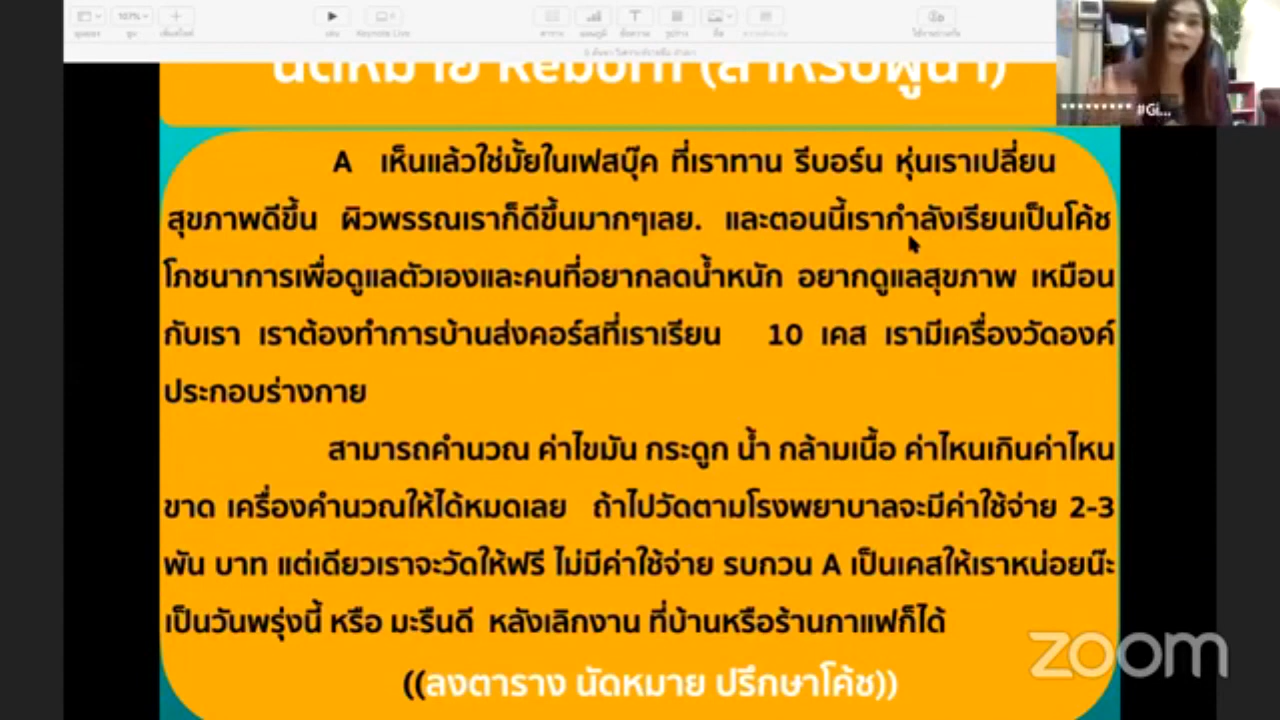 107%
Keynote Live
นัดหมาย Reborn (สำหรับผู้นำ)
********* #Gi...
A เห็นแล้วใช่มั้ยในเฟสบุ๊ค ที่เราทาน รีบอร์น หุ่นเราเปลี่ยน
สุขภาพดีขึ้น ผิวพรรณเราก็ดีขึ้นมากๆเลย. และตอนนี้เรากำลังเรียนเป็นโค้ช
โภชนาการเพื่อดูแลตัวเองและคนที่อยากลดน้ำหนัก อยากดูแลสุขภาพ เหมือน
กับเรา เราต้องทำการบ้านส่งคอร์สที่เราเรียน 10 เคส เรามีเครื่องวัดองค์
ประกอบร่างกาย
สามารถคำนวณ ค่าไขมัน กระดูก น้ำ กล้ามเนื้อ ค่าไหนเกินค่าไหน
ขาด เครื่องคำนวณให้ได้หมดเลย ถ้าไปวัดตามโรงพยาบาลจะมีค่าใช้จ่าย 2-3
พัน บาท แต่เดียวเราจะวัดให้ฟรี ไม่มีค่าใช้จ่าย รบกวน A เป็นเคสให้เราหน่อยน๊ะ
เป็นวันพรุ่งนี้ หรือ มะรืนดี หลังเลิกงาน ที่บ้านหรือร้านกาแฟก็ได้
((ลงตาราง นัดหมาย ปรึกษาโค้ช))
zoom